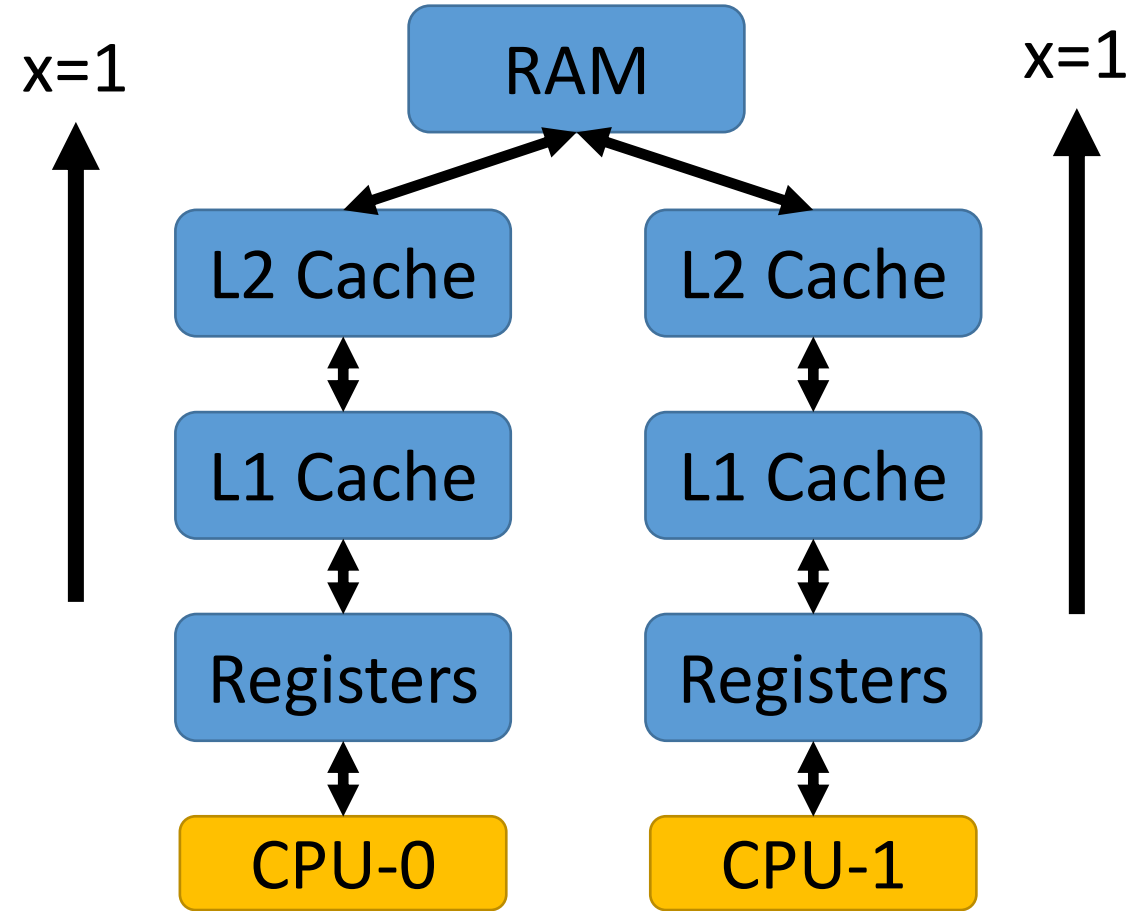 x=1
RAM
x=1
L2 Cache
L2 Cache
L1 Cache
L1 Cache
Registers
Registers
CPU-0
CPU-1